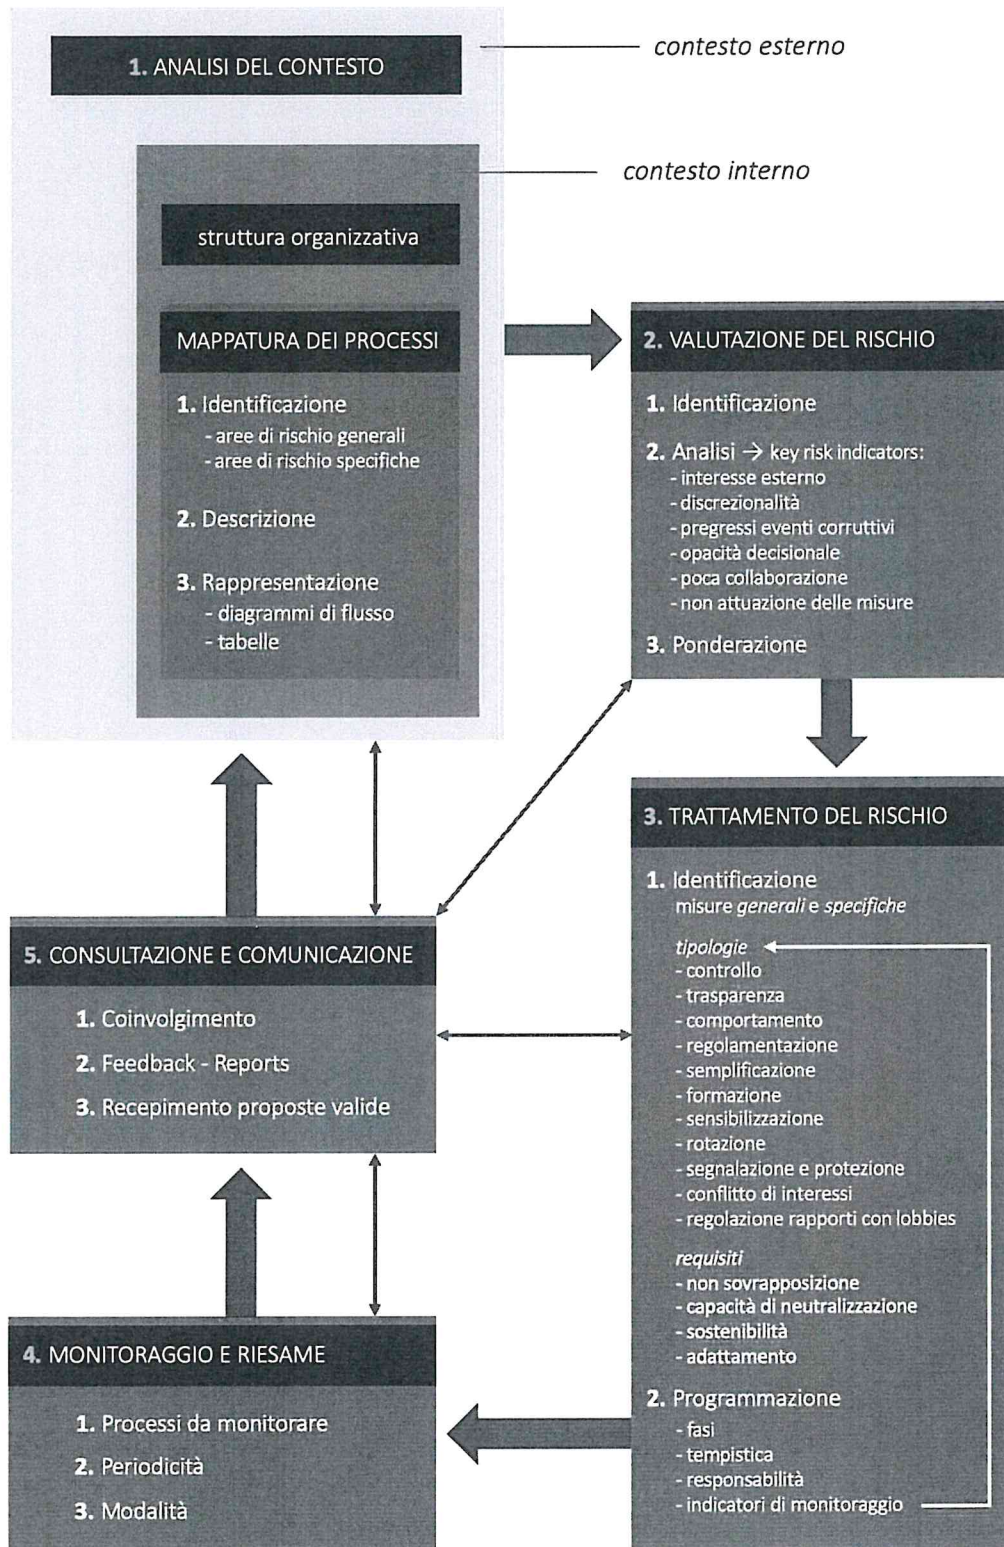 contesto esterno
1. ANALISI DEL CONTESTO
contesto interno
struttura organizzativa
MAPPATURA DEI PROCESSI
1. Identificazione
- aree di rischio generali
- aree di rischio specifiche
2. Descrizione
3. Rappresentazione
- diagrammi di flusso
- tabelle
2. VALUTAZIONE DEL RISCHIO
1. Identificazione
2. Analisi → key risk indicators:
- interesse esterno
- discrezionalità
- pregressi eventi corruttivi
- opacità decisionale
- poca collaborazione
- non attuazione delle misure
3. Ponderazione
3. TRATTAMENTO DEL RISCHIO
1. Identificazione
misure generali e specifiche
tipologie
- controllo
- trasparenza
- comportamento
- regolamentazione
- semplificazione
- formazione
- sensibilizzazione
- rotazione
- segnalazione e protezione
- conflitto di interessi
- regolazione rapporti con lobbies
requisiti
- non sovrapposizione
- capacità di neutralizzazione
- sostenibilità
- adattamento
2. Programmazione
- fasi
- tempistica
- responsabilità
- indicatori di monitoraggio
4. MONITORAGGIO E RIESAME
1. Processi da monitorare
2. Periodicità
3. Modalità
5. CONSULTAZIONE E COMUNICAZIONE
1. Coinvolgimento
2. Feedback - Reports
3. Recepimento proposte valide